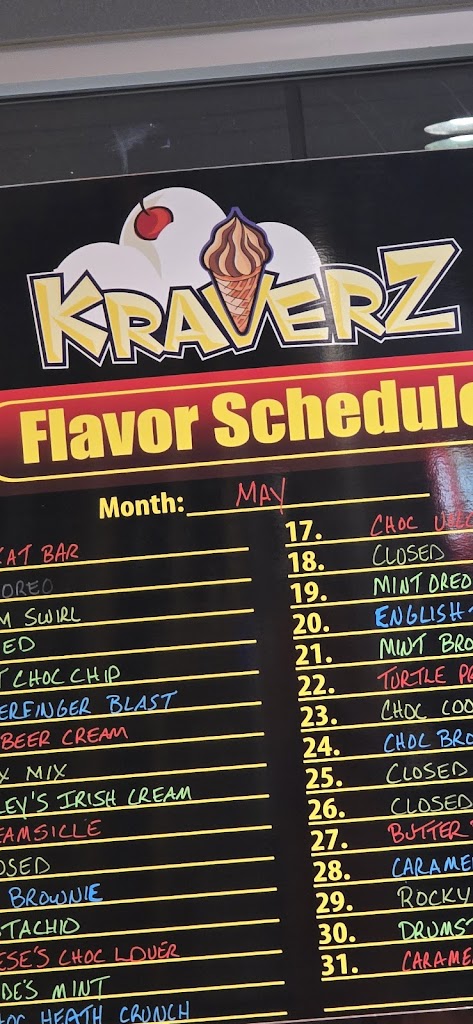 KRAVERZ
Flavor Schedule
Month: MAY
KAT BAR
OREO
M SWIRL
ED
T CHOC CHIP
ERFINGER BLAST
BEER CREAM
X MIX
LEY'S IRISH CREAM
EAMSICLE
OSED
BROWNIE
STACHIO
ESE'S CHOC LOVER
DE'S MINT
HOC HEATH CRUNCH
17. CHOC
18. CLOSED
19. MINT OREO
20. ENGLISH
21. MINT BRO
22. TURTLE
23. CHOC COO
24. CHOC BRO
25. CLOSED
26. CLOSED
27. BUTTER
28. CARAME
29. ROCKY
30. DRUMST
31. CARAME